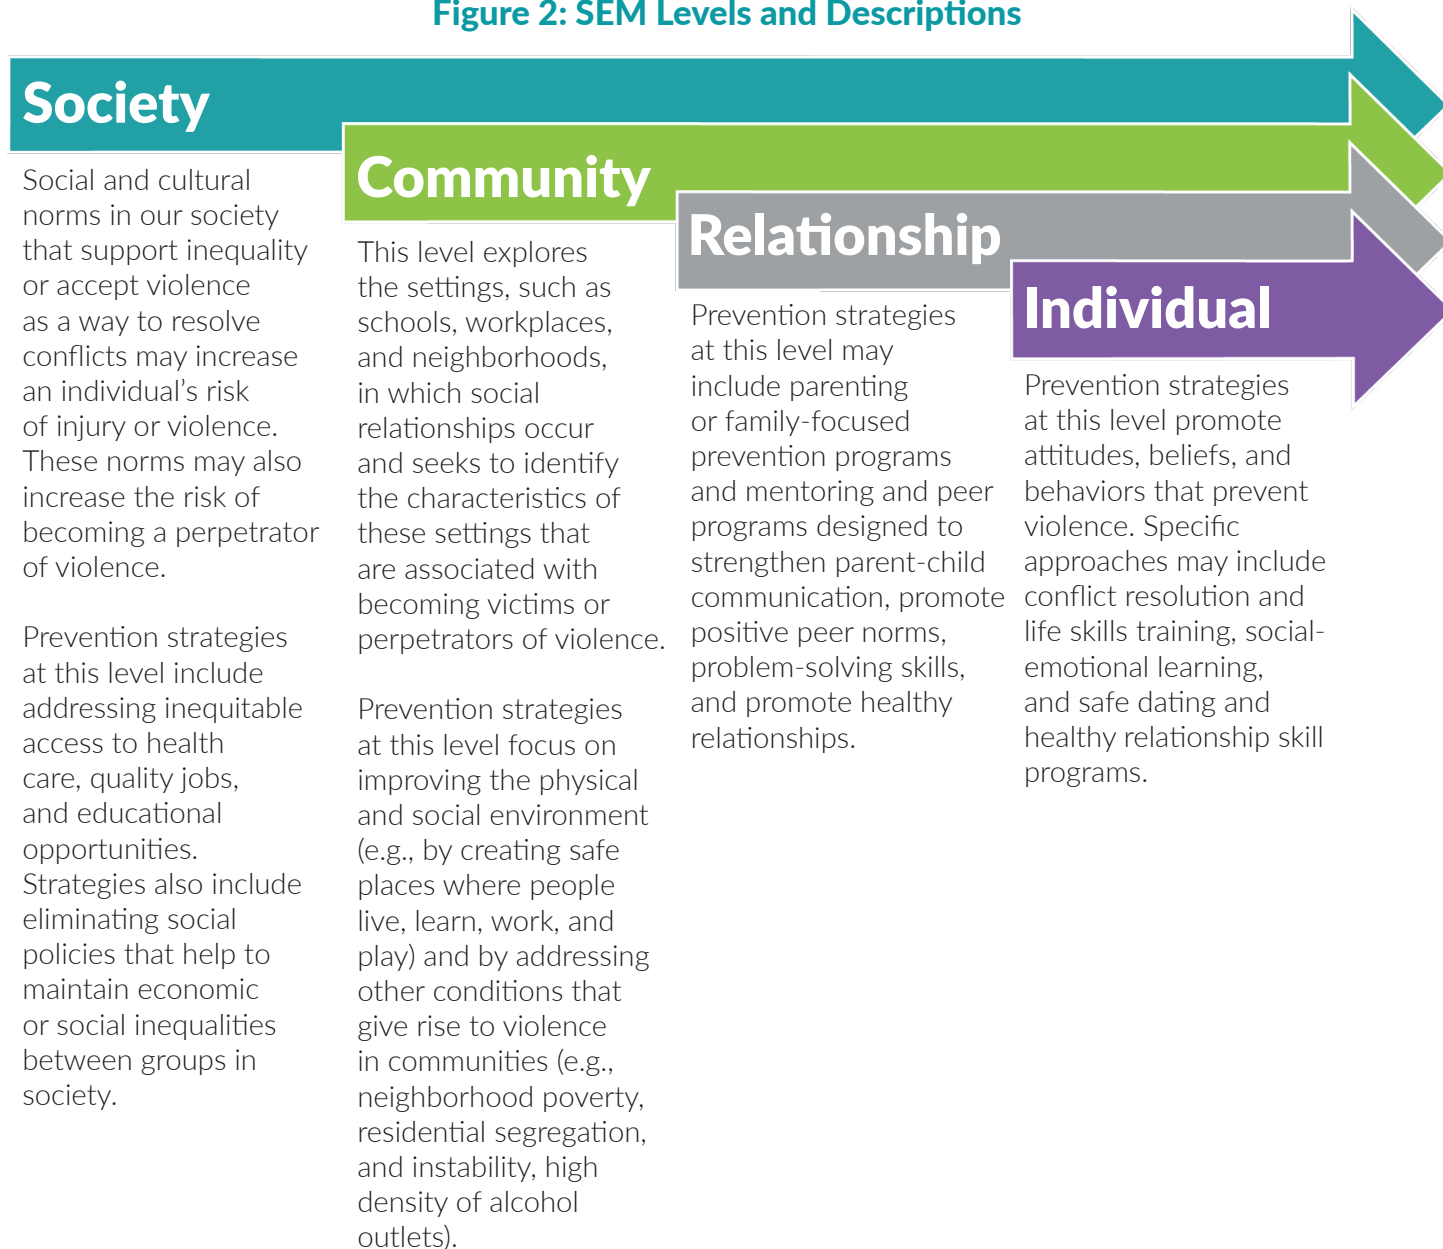 Figure 2: SEM Levels and Descriptions
Society
Social and cultural
norms in our society
that support inequality
or accept violence
as a way to resolve
conflicts may increase
an individual’s risk
of injury or violence.
These norms may also
increase the risk of
becoming a perpetrator
of violence.
Prevention strategies
at this level include
addressing inequitable
access to health
care, quality jobs,
and educational
opportunities.
Strategies also include
eliminating social
policies that help to
maintain economic
or social inequalities
between groups in
society.
Community
This level explores
the settings, such as
schools, workplaces,
and neighborhoods,
in which social
relationships occur
and seeks to identify
the characteristics of
these settings that
are associated with
becoming victims or
perpetrators of violence.
Prevention strategies
at this level focus on
improving the physical
and social environment
(e.g., by creating safe
places where people
live, learn, work, and
play) and by addressing
other conditions that
give rise to violence
in communities (e.g.,
neighborhood poverty,
residential segregation,
and instability, high
density of alcohol
outlets).
Relationship
Prevention strategies
at this level may
include parenting
or family-focused
prevention programs
and mentoring and peer
programs designed to
strengthen parent-child
communication, promote
positive peer norms,
problem-solving skills,
and promote healthy
relationships.
Individual
Prevention strategies
at this level promote
attitudes, beliefs, and
behaviors that prevent
violence. Specific
approaches may include
conflict resolution and
life skills training, social-
emotional learning,
and safe dating and
healthy relationship skill
programs.